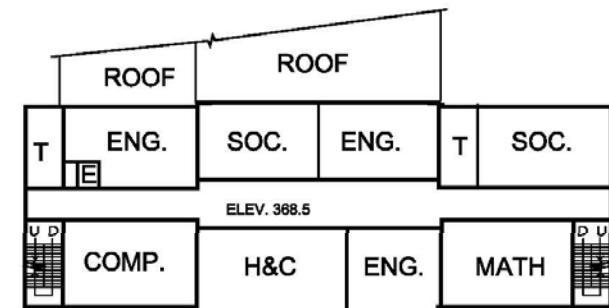 ROOF
ROOF
T
ENG.
SOC.
ENG.
T
SOC.
E
ELEV. 368.5
U D
COMP.
H&C
ENG.
MATH
D U